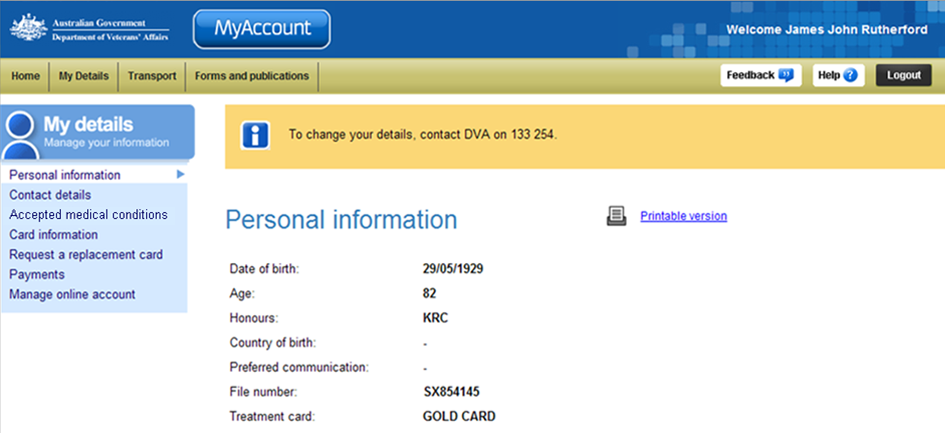 Australian Government
Department of Veterans' Affairs
MyAccount
Welcome James John Rutherford
Home
My Details
Transport
Forms and publications
Feedback
Help ?
Logout
My details
Manage your information
Personal information
Contact details
Accepted medical conditions
Card information
Request a replacement card
Payments
Manage online account
i
To change your details, contact DVA on 133 254.
Personal information
Printable version
Date of birth: 29/05/1929
Age: 82
Honours: KRC
Country of birth: -
Preferred communication: -
File number: SX854145
Treatment card: GOLD CARD